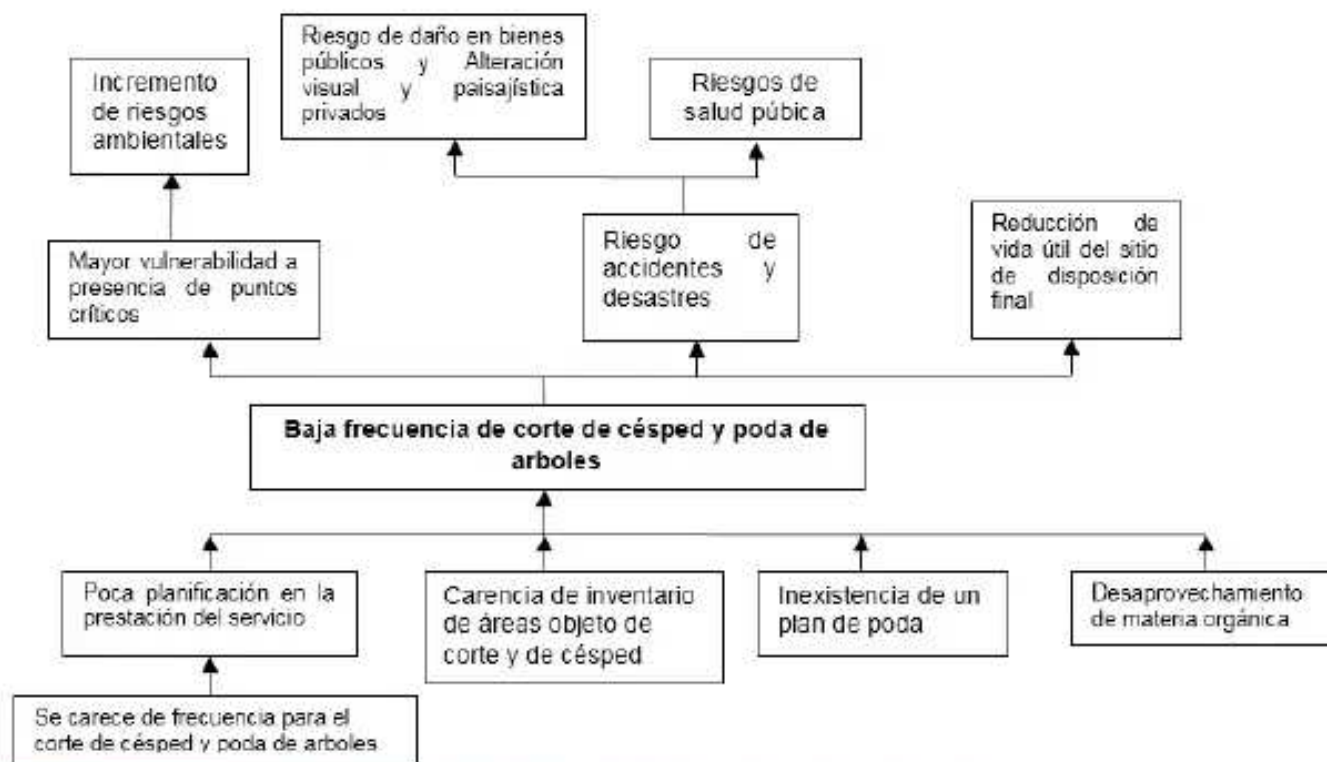 Riesgo de daño en bienes
públicos y Alteración
visual y paisajística
privados
Incremento
de riesgos
ambientales
Riesgos de
salud púbica
Mayor vulnerabilidad a
presencia de puntos
críticos
Riesgo de
accidentes y
desastres
Reducción de
vida útil del sitio
de disposición
final
Baja frecuencia de corte de césped y poda de
arboles
Poca planificación en la
prestación del servicio
Carencia de inventario
de áreas objeto de
corte y de césped
Inexistencia de un
plan de poda
Desaprovechamiento
de materia orgánica
Se carece de frecuencia para el
corte de césped y poda de arboles